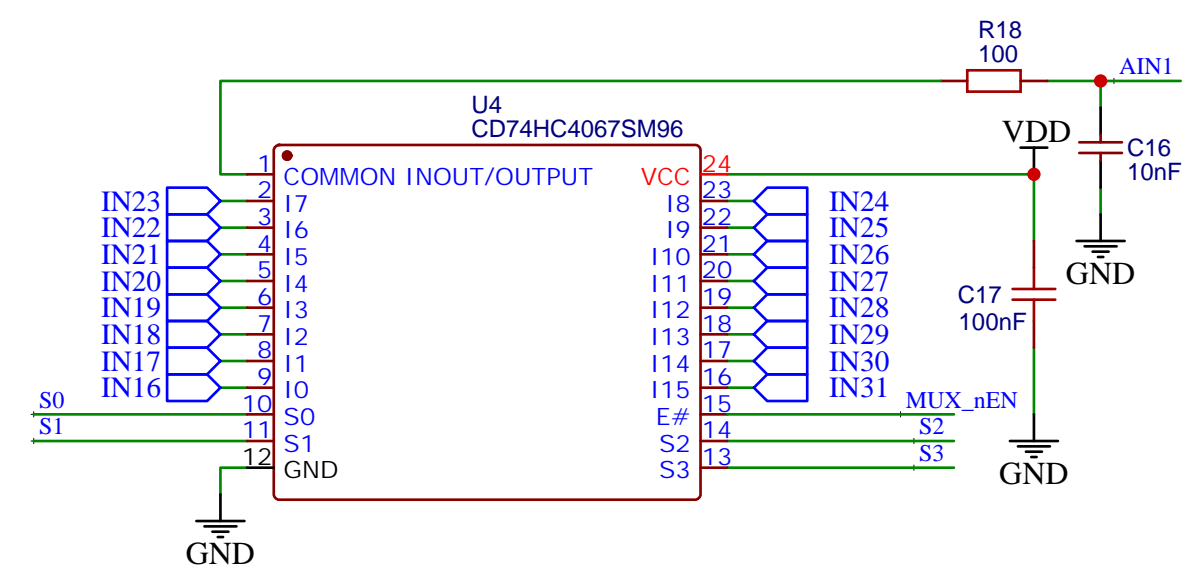 R18
100
AIN1
U4
CD74HC4067SM96
VDD
C16
10nF
GND
1 COMMON INOUT/OUTPUT VCC 24
IN23 2 I7 I8 23 IN24
IN22 3 I6 I9 22 IN25
IN21 4 I5 I10 21 IN26
IN20 5 I4 I11 20 IN27
IN19 6 I3 I12 19 IN28
IN18 7 I2 I13 18 IN29
IN17 8 I1 I14 17 IN30
IN16 9 I0 I15 16 IN31
S0 10 S0 E# 15 MUX_nEN
S1 11 S1 S2 14 S2
12 GND S3 13 S3
C17
100nF
GND
GND